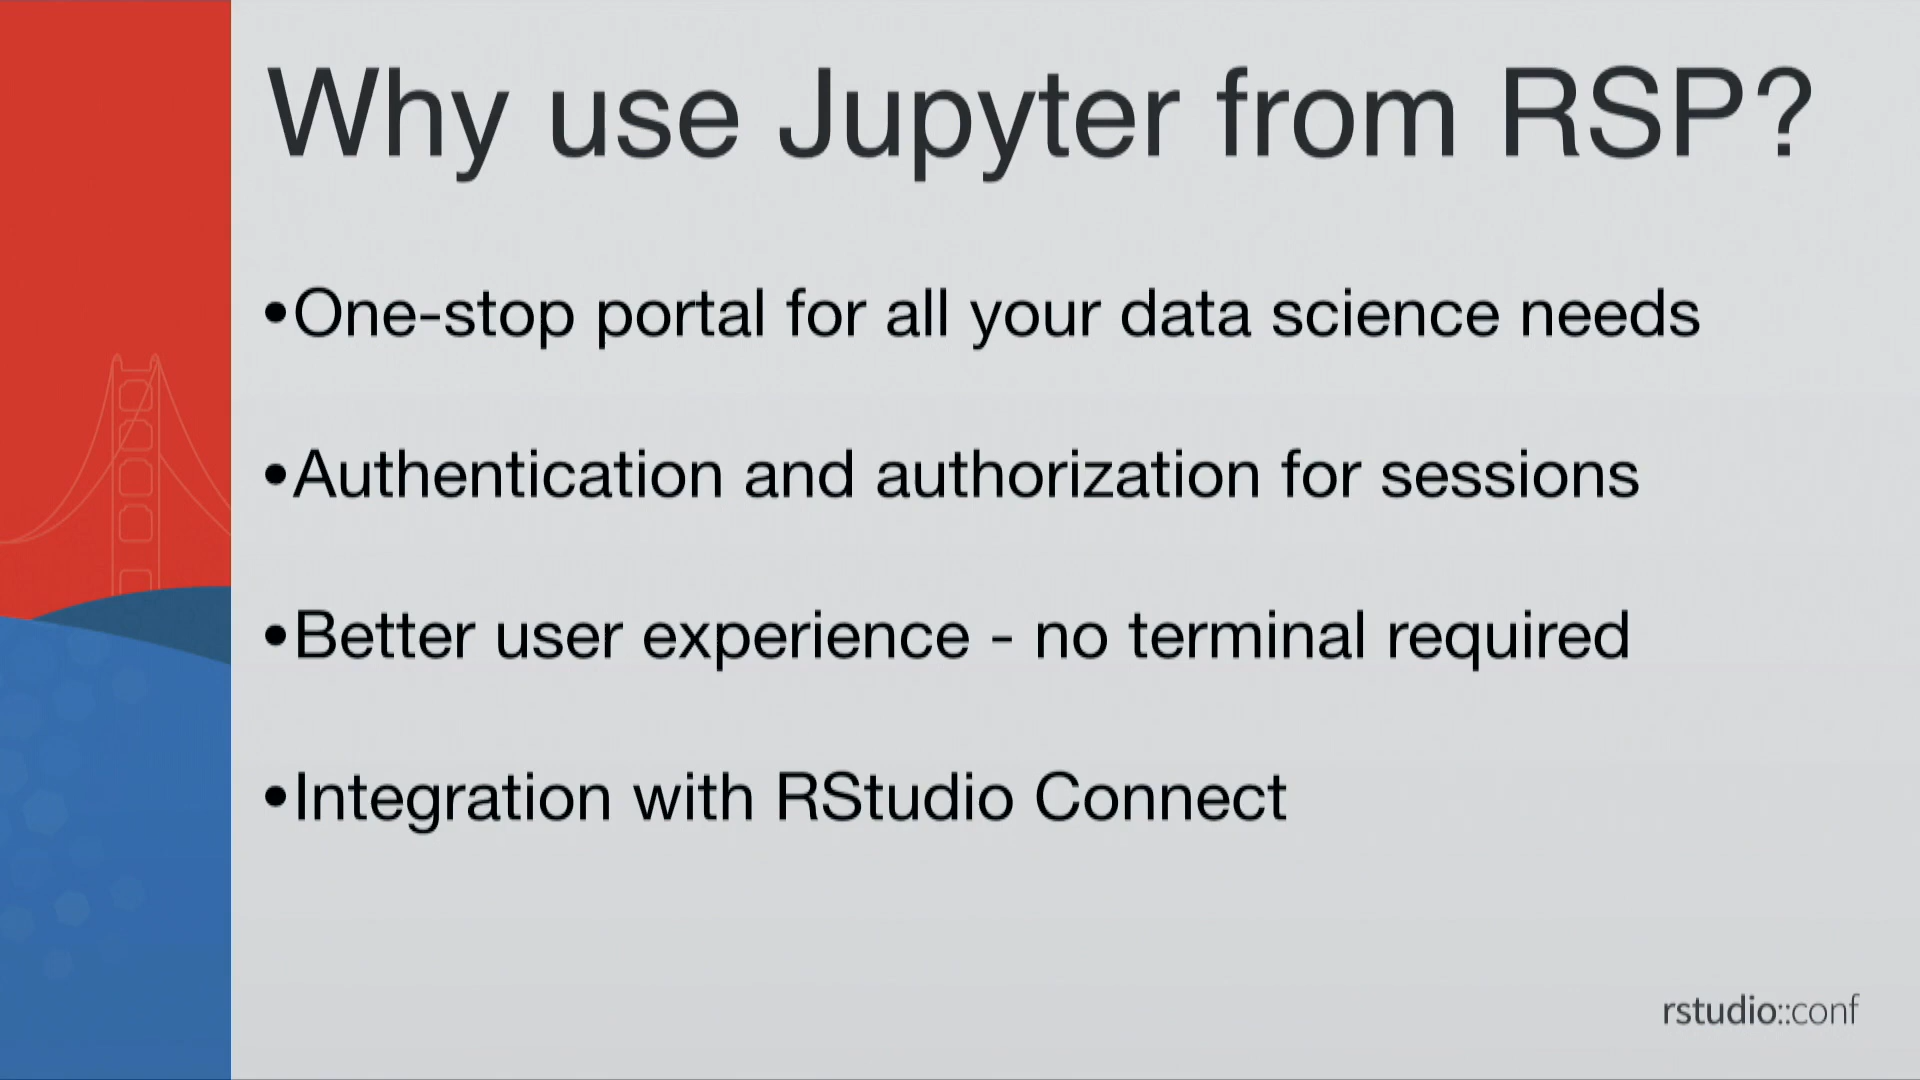 Why use Jupyter from RSP?
•One-stop portal for all your data science needs
•Authentication and authorization for sessions
•Better user experience - no terminal required
•Integration with RStudio Connect
rstudio::conf